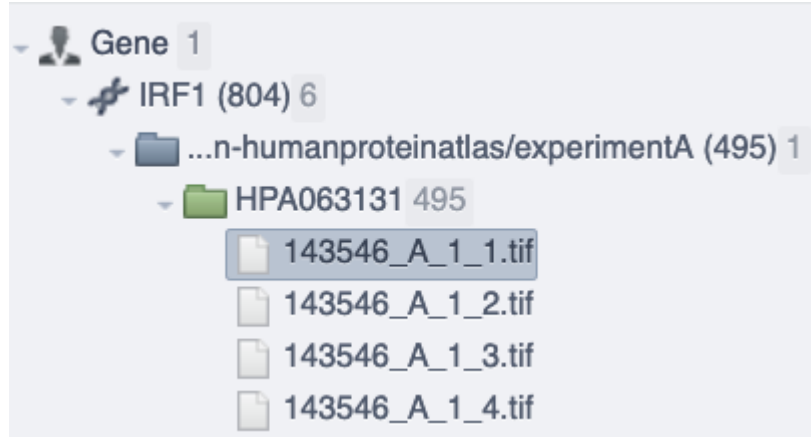 Gene 1
IRF1 (804) 6
...n-humanproteinatlas/experimentA (495) 1
HPA063131 495
143546_A_1_1.tif
143546_A_1_2.tif
143546_A_1_3.tif
143546_A_1_4.tif